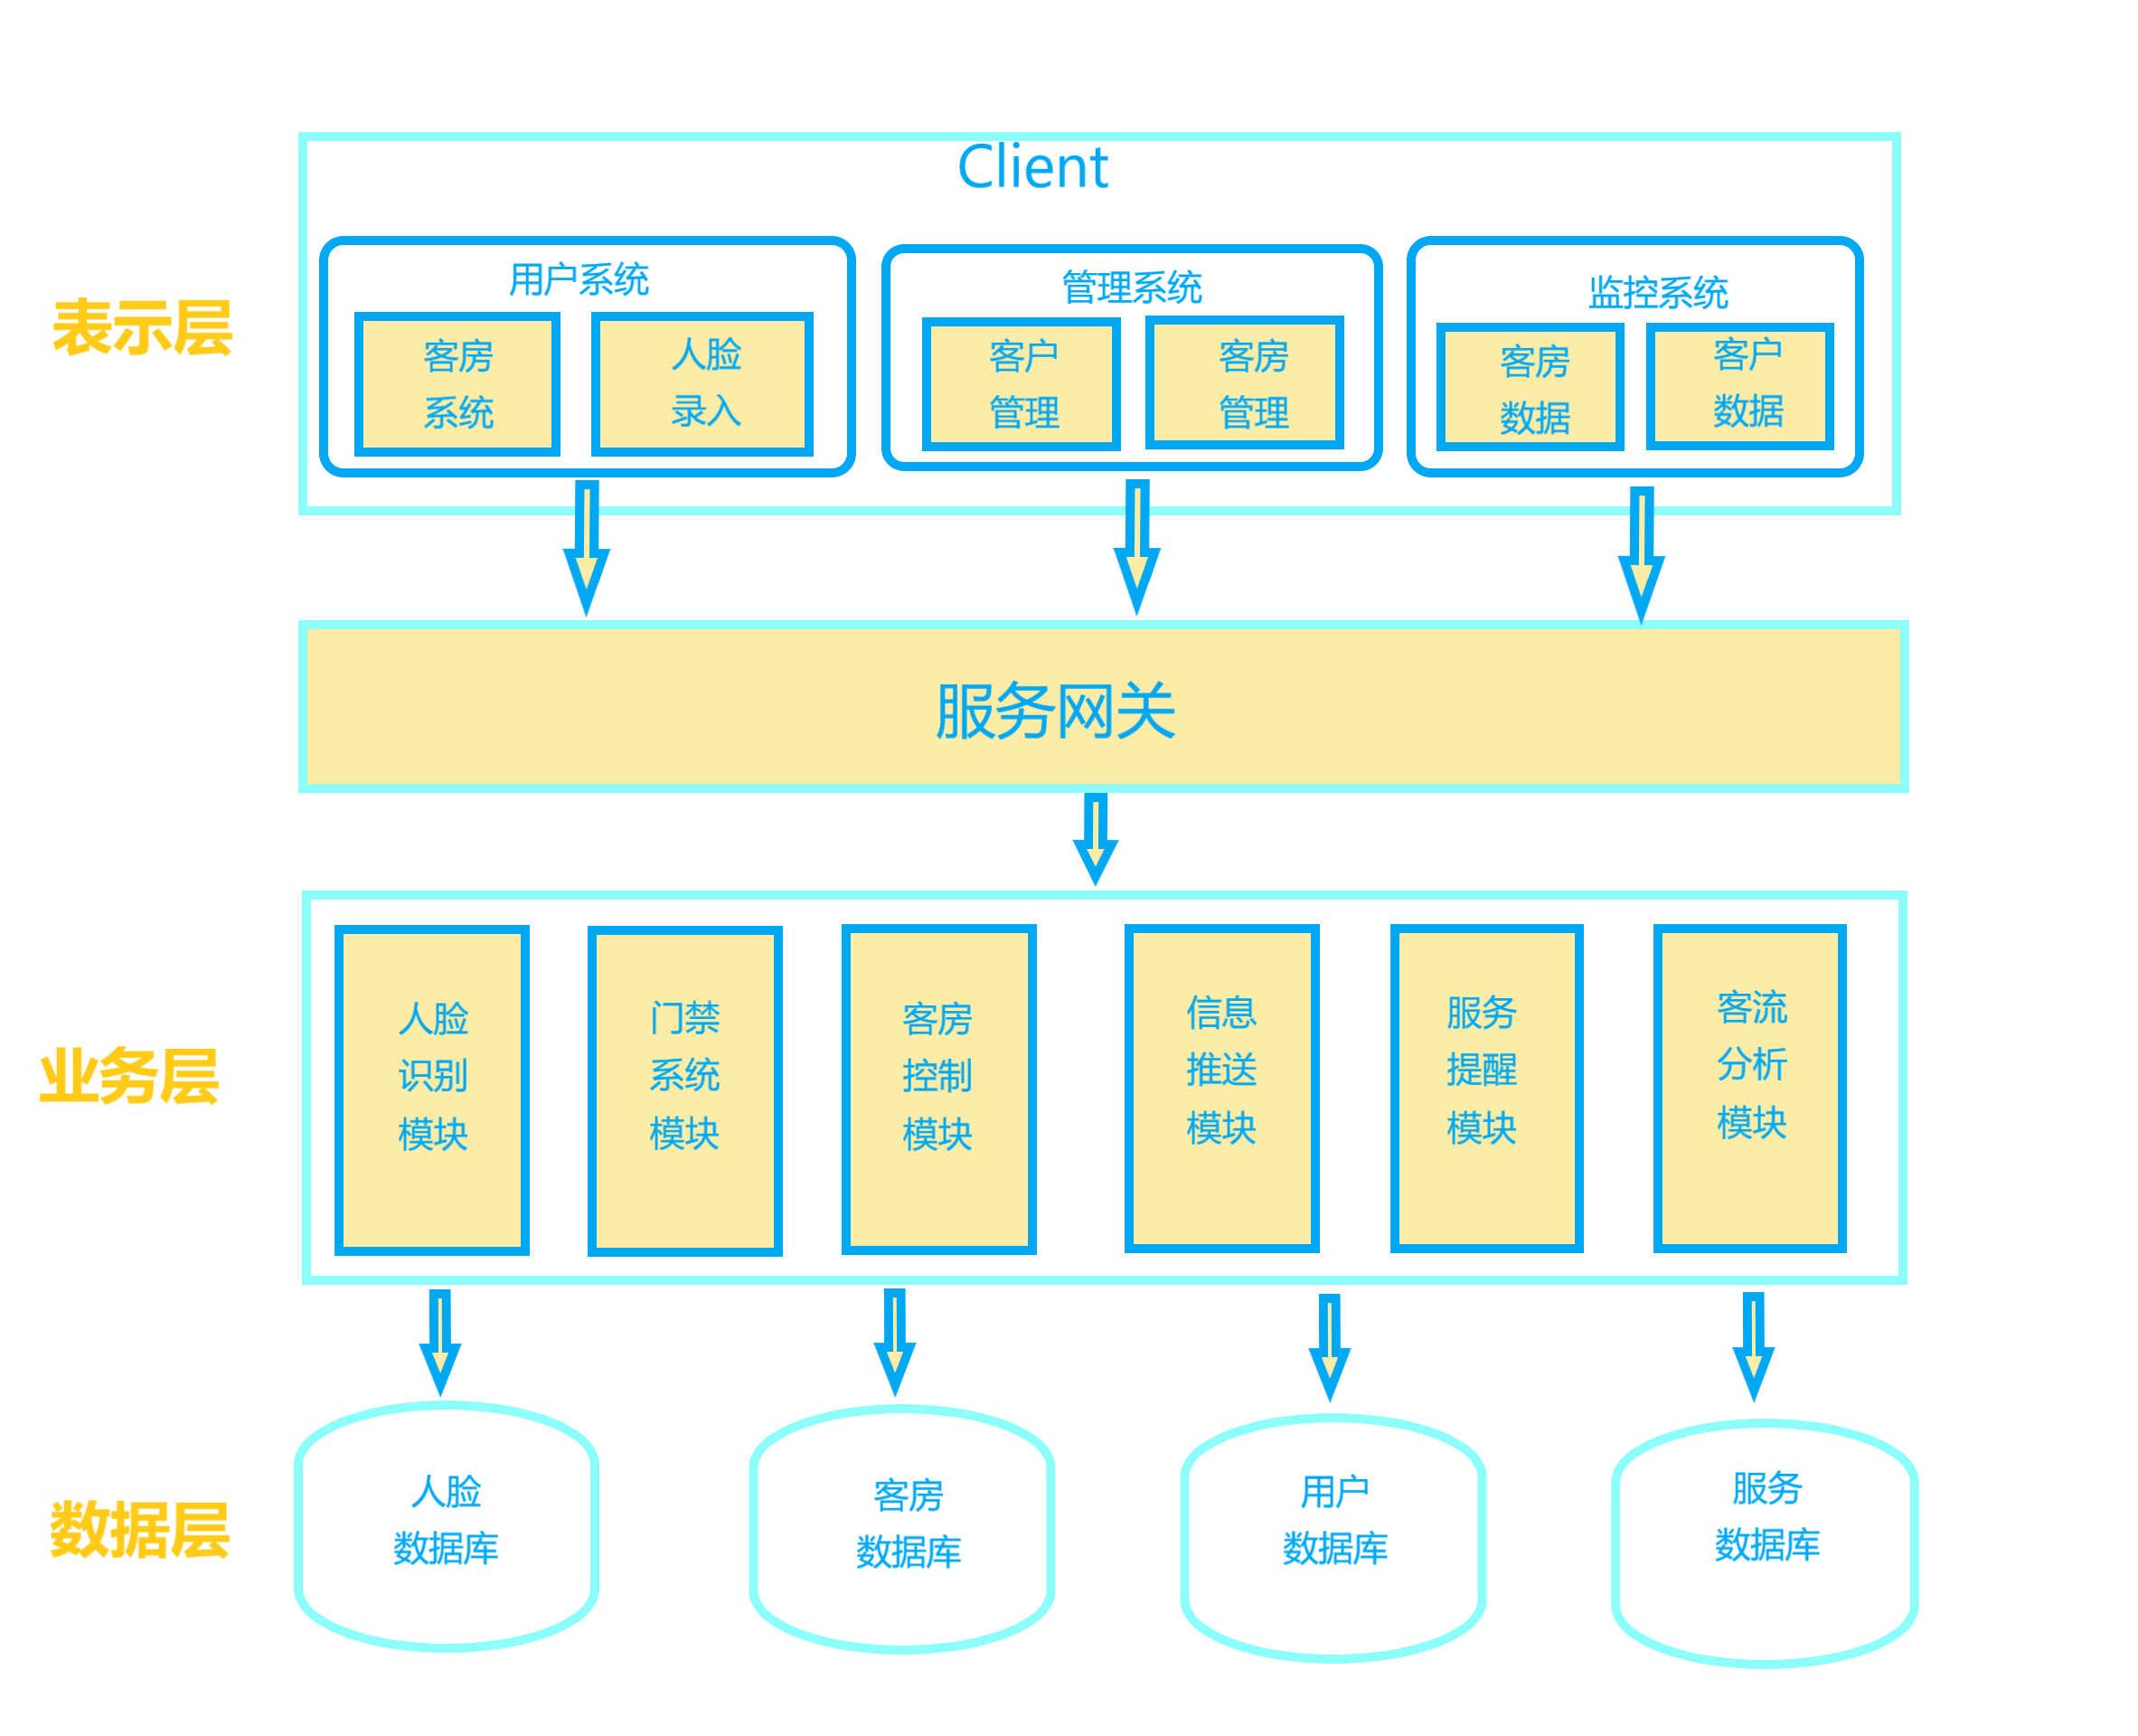 Client
表示层
用户系统
客房
系统
人脸
录入
管理系统
客户
管理
客房
管理
监控系统
客房
数据
客户
数据
服务网关
业务层
人脸
识别
模块
门禁
系统
模块
客房
控制
模块
信息
推送
模块
服务
提醒
模块
客流
分析
模块
数据层
人脸
数据库
客房
数据库
用户
数据库
服务
数据库